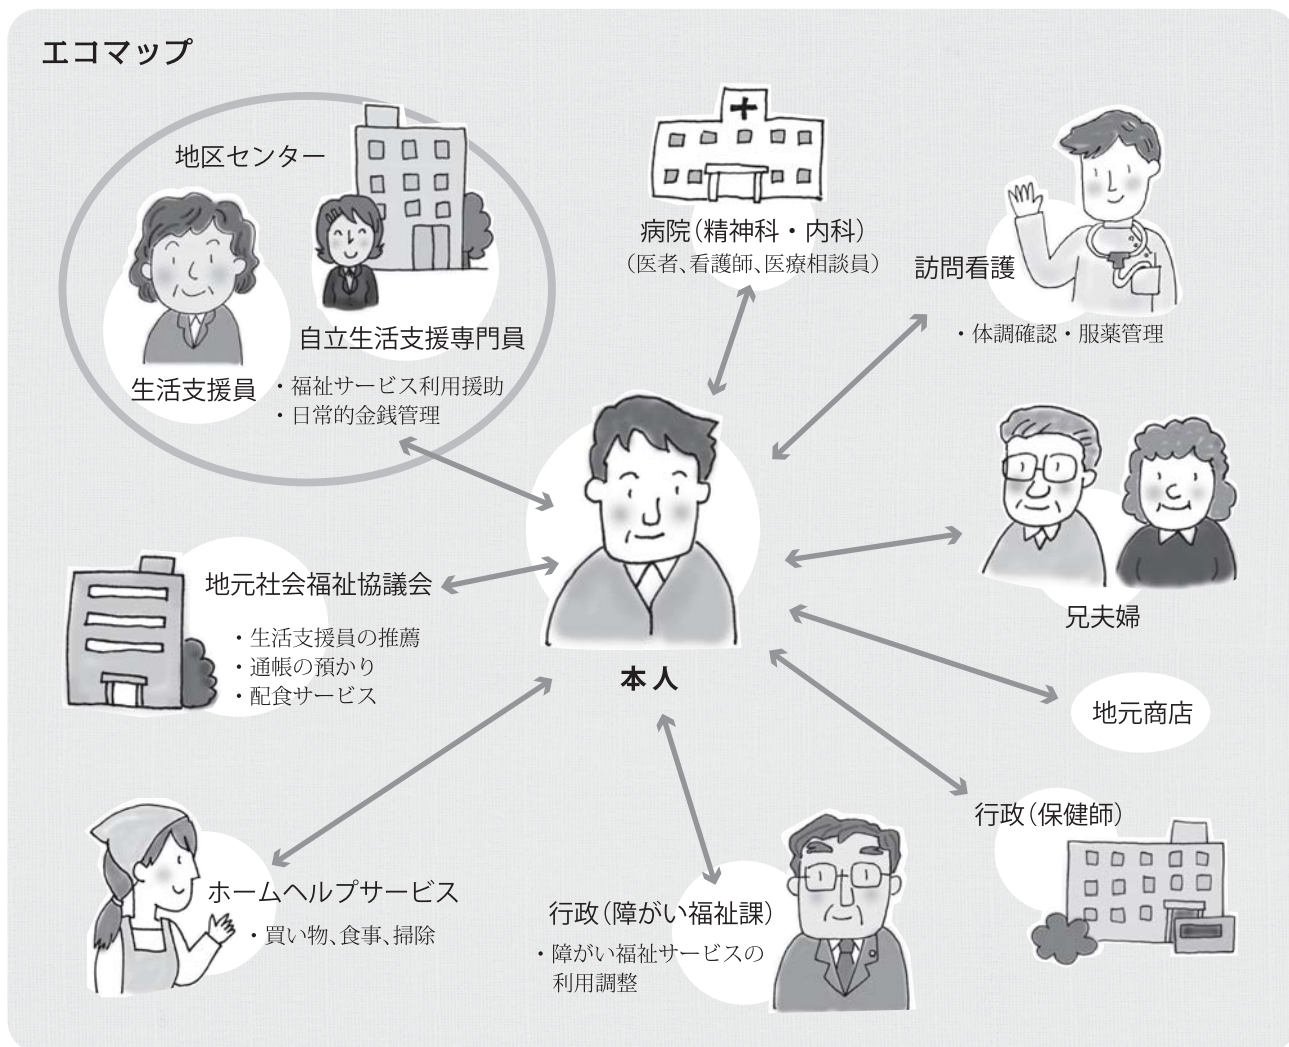 エコマップ
地区センター
生活支援員
自立生活支援専門員
・福祉サービス利用援助
・日常的金銭管理
病院(精神科・内科)
(医者、看護師、医療相談員)
訪問看護
・体調確認・服薬管理
兄夫婦
地元社会福祉協議会
・生活支援員の推薦
・通帳の預かり
・配食サービス
本人
地元商店
行政(保健師)
ホームヘルプサービス
・買い物、食事、掃除
行政(障がい福祉課)
・障がい福祉サービスの
利用調整